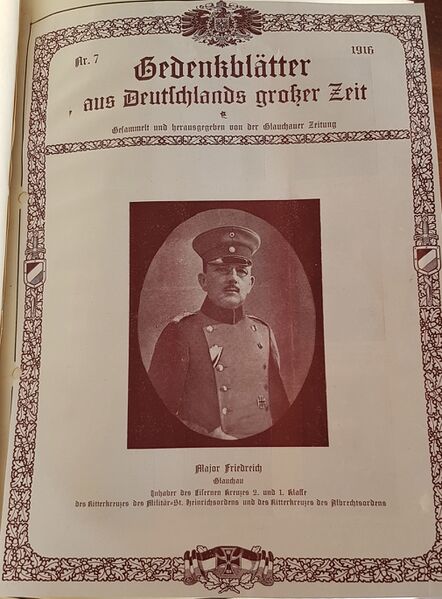 Nr. 7
1916
Gedenkblätter
aus Deutschlands großer Zeit
Gesammelt und herausgegeben von der Glauchauer Zeitung
Major Friedreich
Glauchau
Inhaber des Eisernen Kreuzes 2. und 1. Klasse
des Ritterkreuzes des Militär-St. Heinrichsordens und des Ritterkreuzes des Albrechtsordens